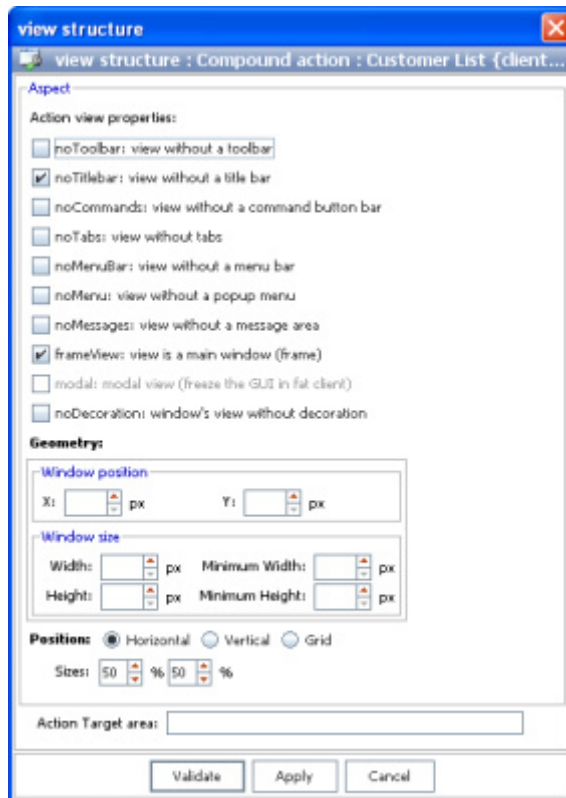 view structure
view structure : Compound action : Customer List {client...
Aspect
Action view properties:
noToolbar: view without a toolbar
noTitlebar: view without a title bar
noCommands: view without a command button bar
noTabs: view without tabs
noMenuBar: view without a menu bar
noMenu: view without a popup menu
noMessages: view without a message area
frameView: view is a main window (frame)
modal: modal view (freeze the GUI in fat client)
noDecoration: window's view without decoration
Geometry:
Window position
X: px Y: px
Window size
Width: px Minimum Width: px
Height: px Minimum Height: px
Position: Horizontal Vertical Grid
Sizes: 50 % 50 %
Action Target area:
Validate Apply Cancel